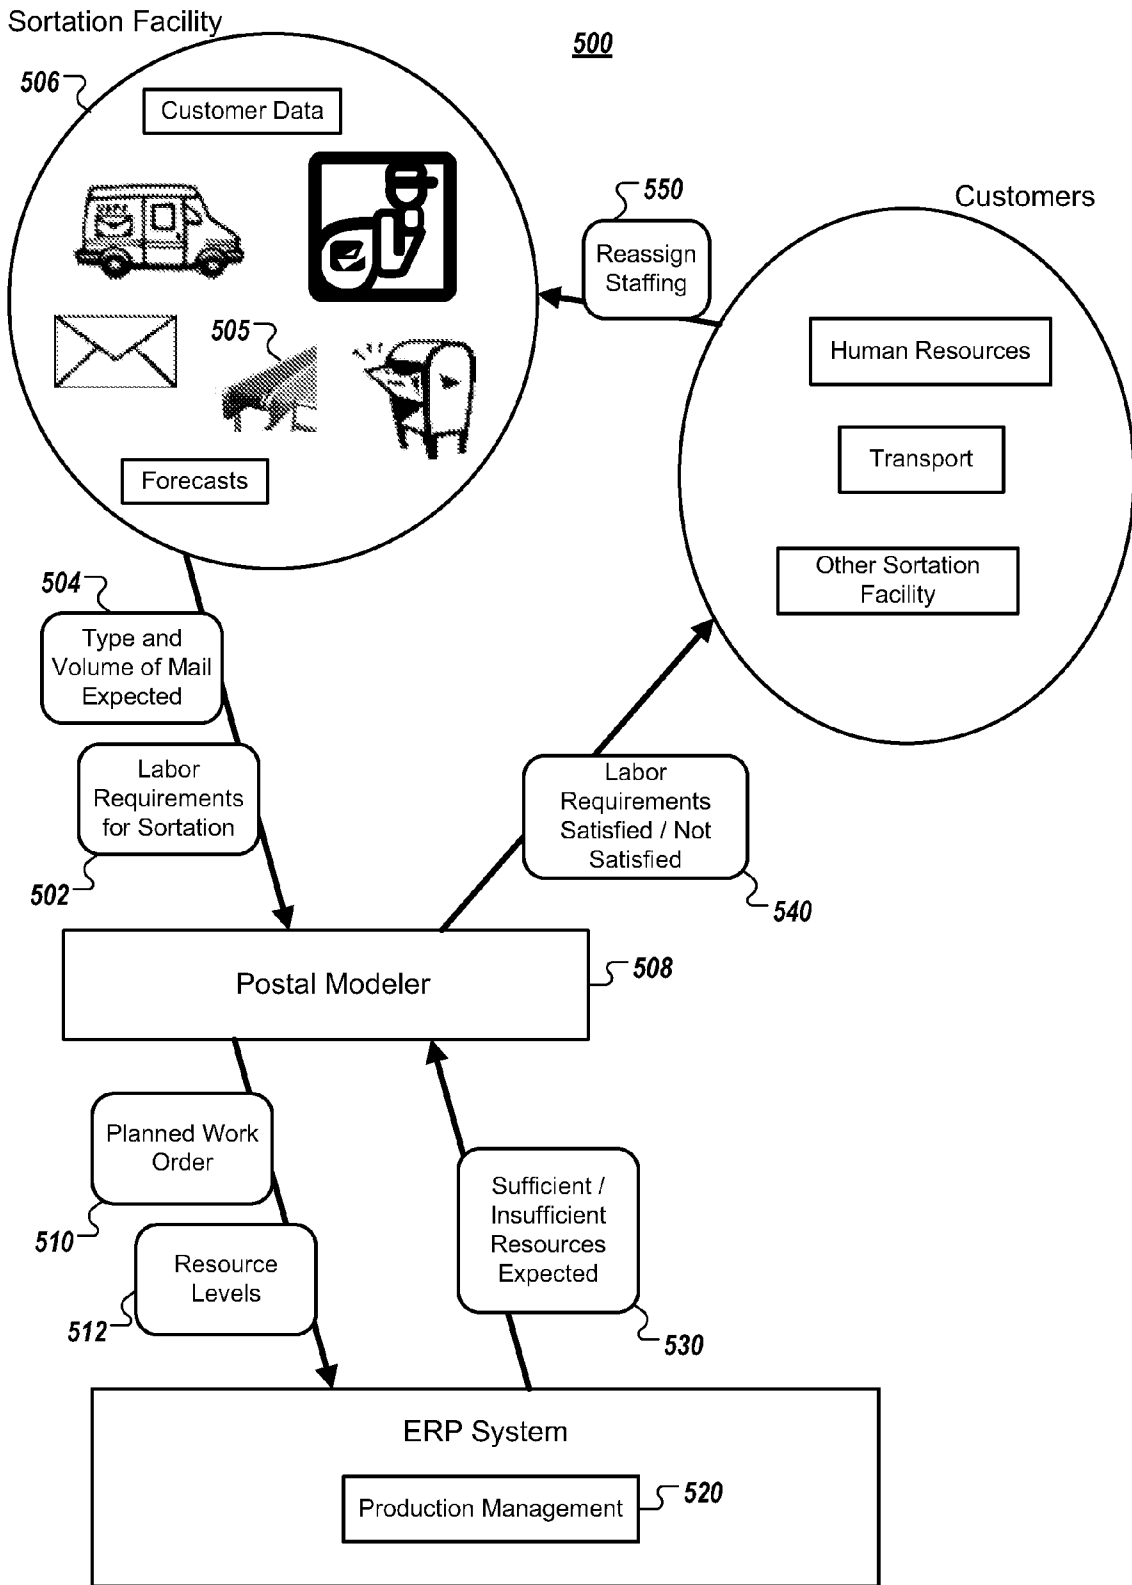 Sortation Facility
500
506
Customer Data
550
Customers
Reassign
Staffing
505
Human Resources
Transport
Forecasts
Other Sortation
Facility
504
Type and
Volume of Mail
Expected
Labor
Requirements
for Sortation
502
Labor
Requirements
Satisfied / Not
Satisfied
540
Postal Modeler
508
Planned Work
Order
510
Resource
Levels
512
Sufficient /
Insufficient
Resources
Expected
530
ERP System
Production Management
520